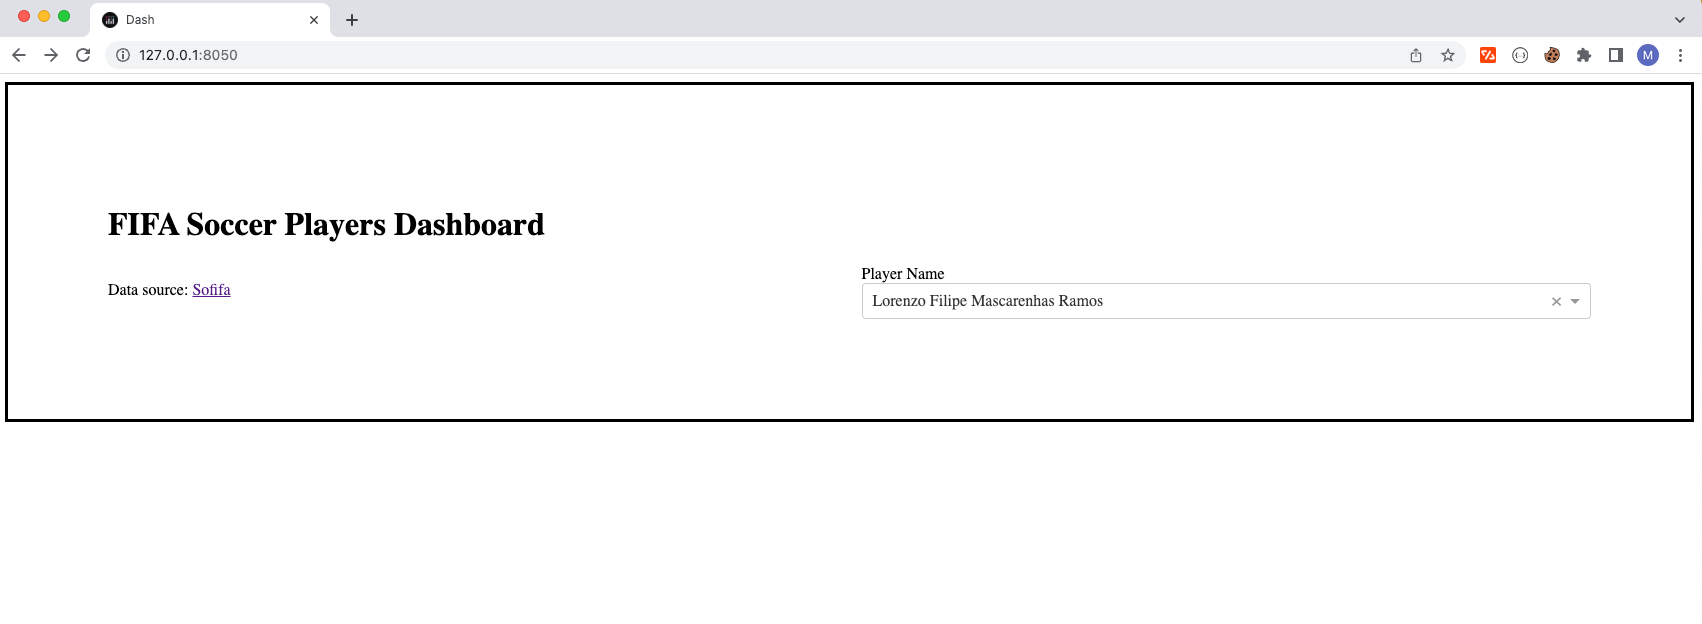 Dash
127.0.0.1:8050
M
FIFA Soccer Players Dashboard
Data source: Sofifa
Player Name
Lorenzo Filipe Mascarenhas Ramos